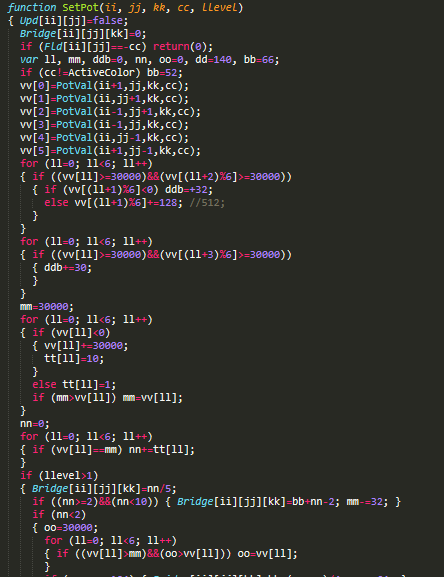 function SetPot(ii, jj, kk, cc, llevel)
{ Upd[ii][jj]=false;
Bridge[ii][jj][kk]=0;
if (Fld[ii][jj]==-cc) return(0);
var ll, mm, ddb=0, nn, oo=0, dd=140, bb=66;
if (cc!=ActiveColor) bb=52;
vv[0]=PotVal(ii+1,jj,kk,cc);
vv[1]=PotVal(ii,jj+1,kk,cc);
vv[2]=PotVal(ii-1,jj+1,kk,cc);
vv[3]=PotVal(ii-1,jj,kk,cc);
vv[4]=PotVal(ii,jj-1,kk,cc);
vv[5]=PotVal(ii+1,jj-1,kk,cc);
for (ll=0; ll<6; ll++)
{ if ((vv[ll]>=30000)&&(vv[(ll+2)%6]>=30000))
{ if (vv[(ll+1)%6]<0) ddb=+32;
else vv[(ll+1)%6]+=128; //512;
}
}
for (ll=0; ll<6; ll++)
{ if ((vv[ll]>=30000)&&(vv[(ll+3)%6]>=30000))
{ ddb+=30;
}
}
mm=30000;
for (ll=0; ll<6; ll++)
{ if (vv[ll]<0)
{ vv[ll]+=30000;
tt[ll]=10;
}
else tt[ll]=1;
if (mm>vv[ll]) mm=vv[ll];
}
nn=0;
for (ll=0; ll<6; ll++)
{ if (vv[ll]==mm) nn+=tt[ll];
}
if (llevel>1)
{ Bridge[ii][jj][kk]=nn/5;
if ((nn>=2)&&(nn<10)) { Bridge[ii][jj][kk]=bb+nn-2; mm-=32; }
if (nn<2)
{ oo=30000;
for (ll=0; ll<6; ll++)
{ if ((vv[ll]>mm)&&(oo>vv[ll])) oo=vv[ll];
}